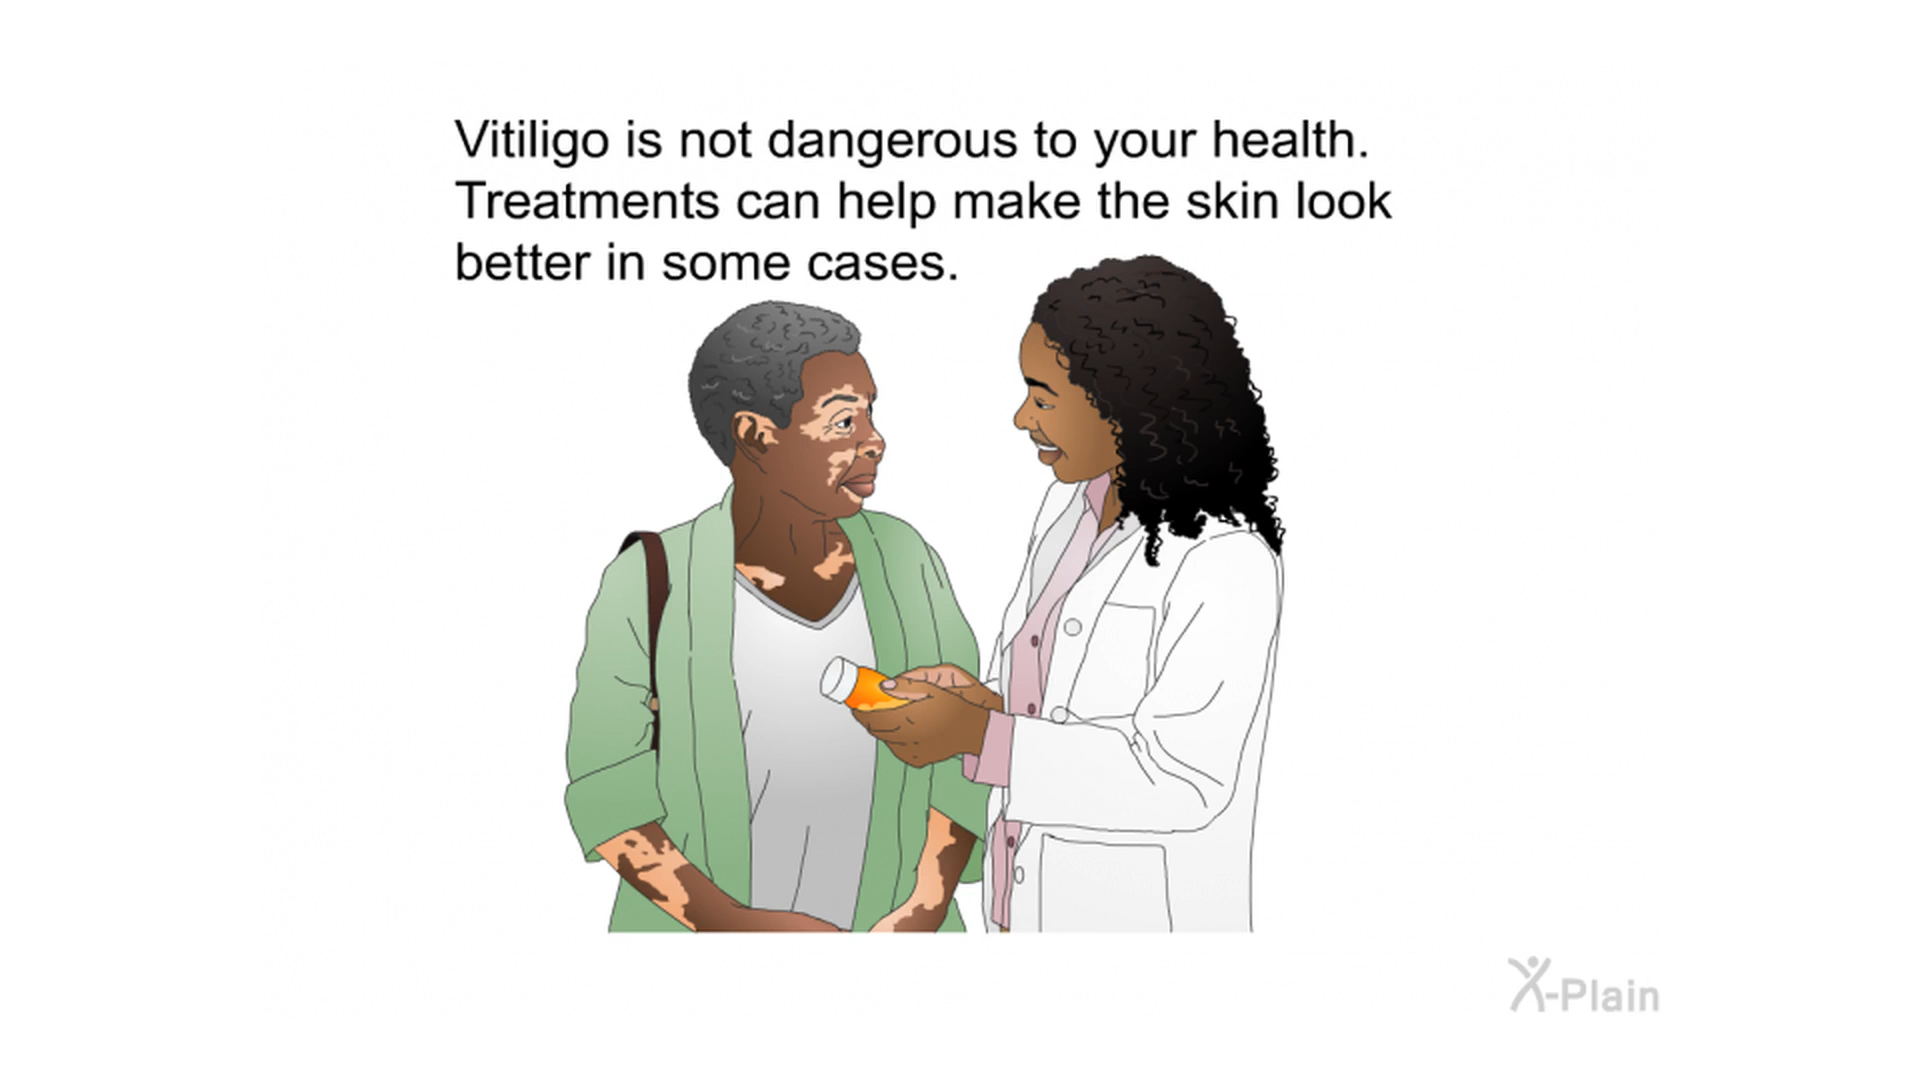 Vitiligo is not dangerous to your health.
Treatments can help make the skin look
better in some cases.
X-Plain